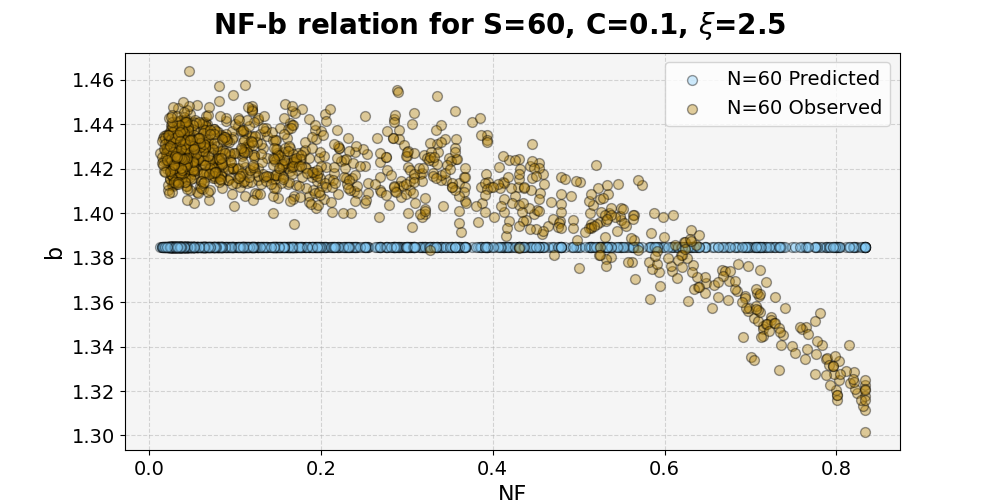 NF-b relation for S=60, C=0.1, ξ=2.5
N=60 Predicted
N=60 Observed
b
1.46
1.44
1.42
1.40
1.38
1.36
1.34
1.32
1.30
0.0 0.2 0.4 0.6 0.8
NF